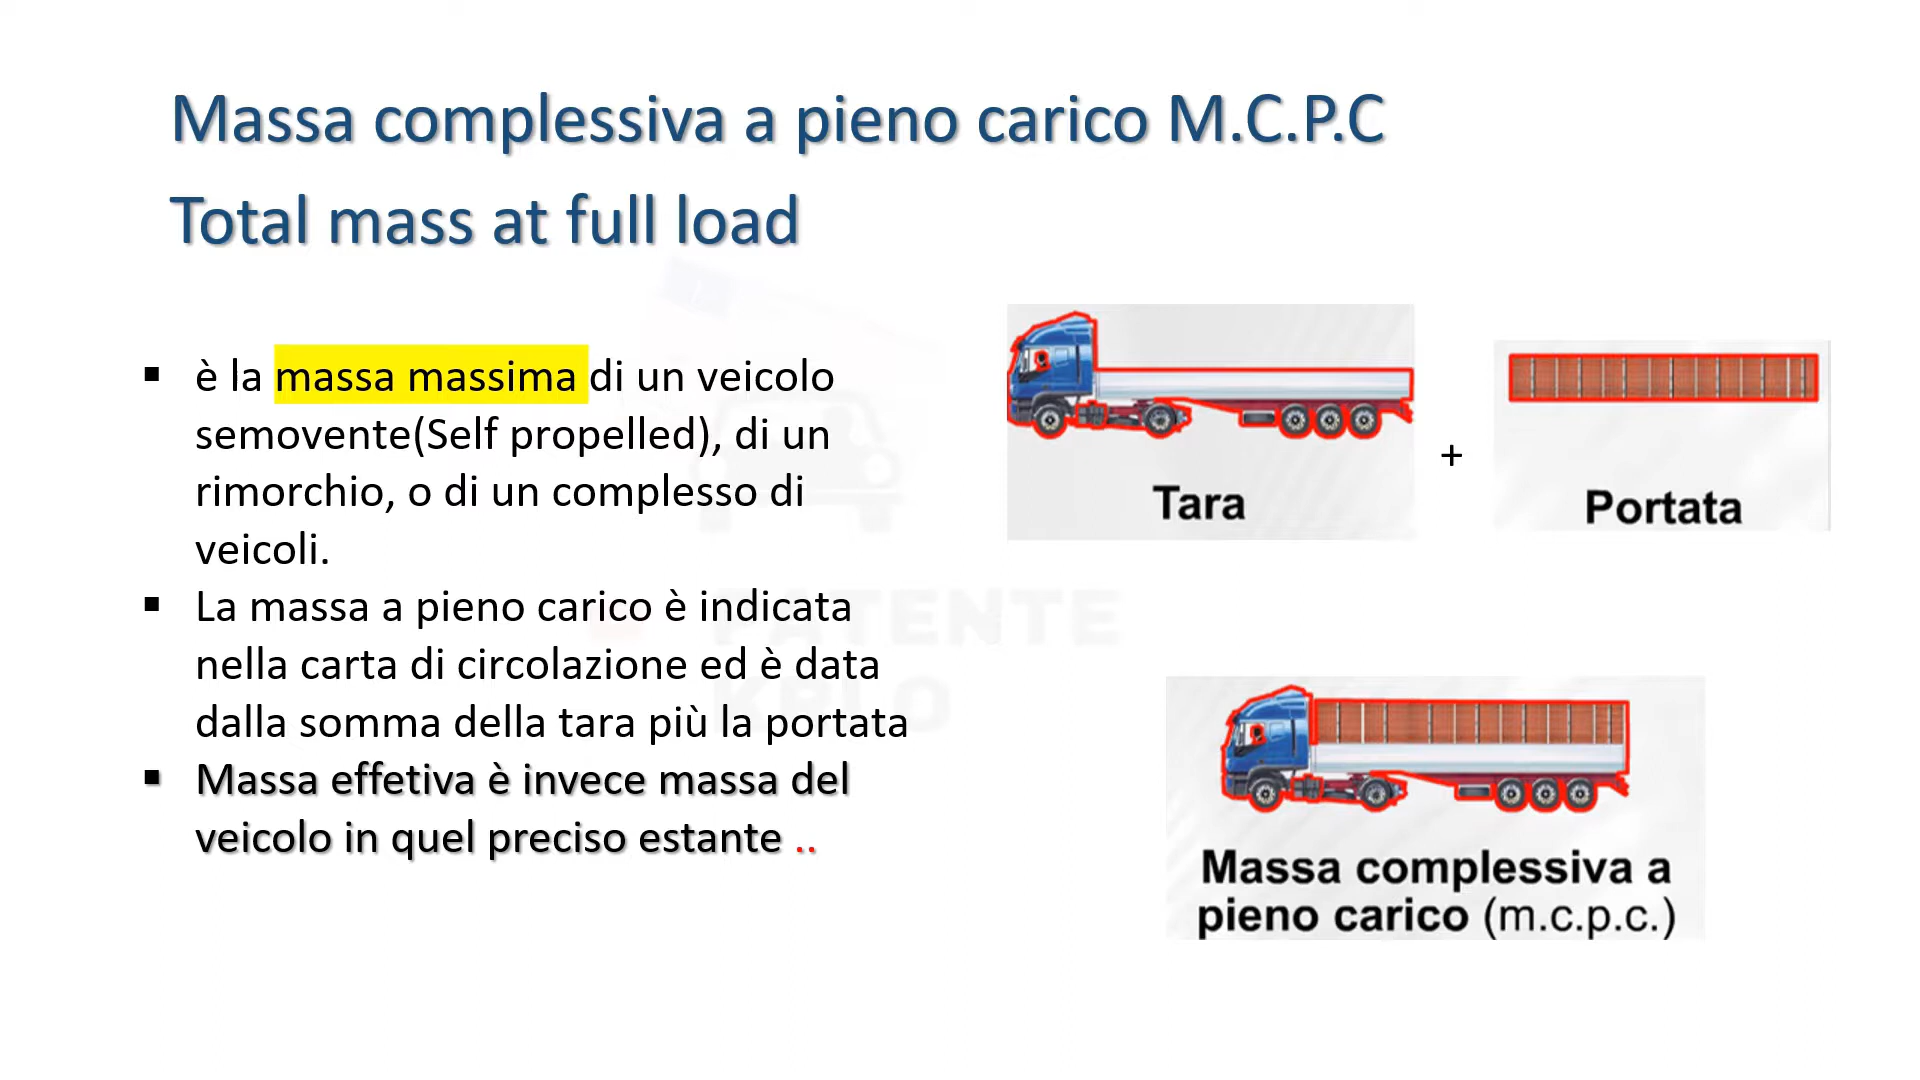 Massa complessiva a pieno carico M.C.P.C
Total mass at full load
è la massa massima di un veicolo
semovente(Self propelled), di un
rimorchio, o di un complesso di
veicoli.
La massa a pieno carico è indicata
nella carta di circolazione ed è data
dalla somma della tara più la portata
Massa effetiva è invece massa del
veicolo in quel preciso estante ..
Tara
+
Portata
Massa complessiva a
pieno carico (m.c.p.c.)
PATENTE